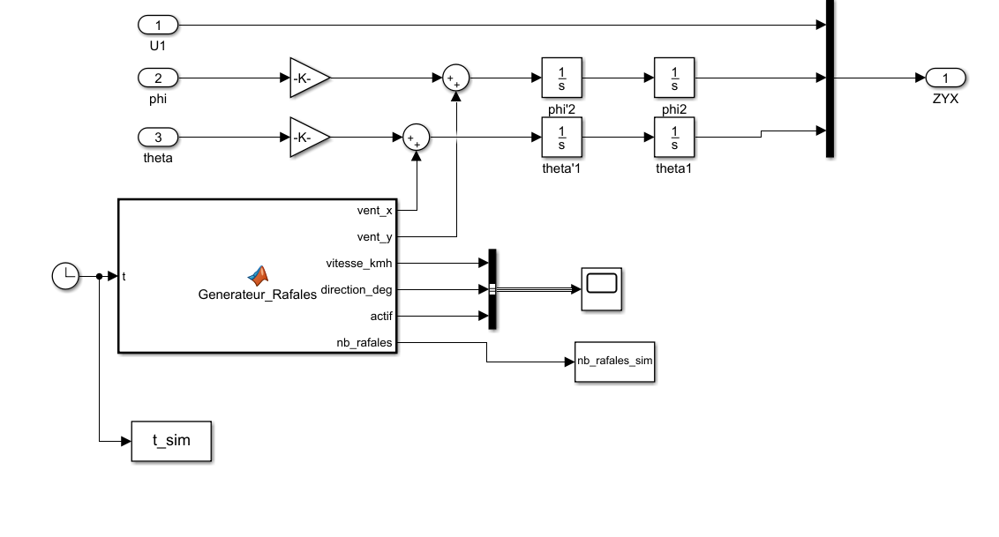 1
U1
2
phi
-K-
+
+
1
s
phi'2
1
s
phi2
1
ZYX
3
theta
-K-
+
+
1
s
theta'1
1
s
theta1
vent_x
vent_y
vitesse_kmh
t
Generateur_Rafales
direction_deg
actif
nb_rafales
nb_rafales_sim
t_sim